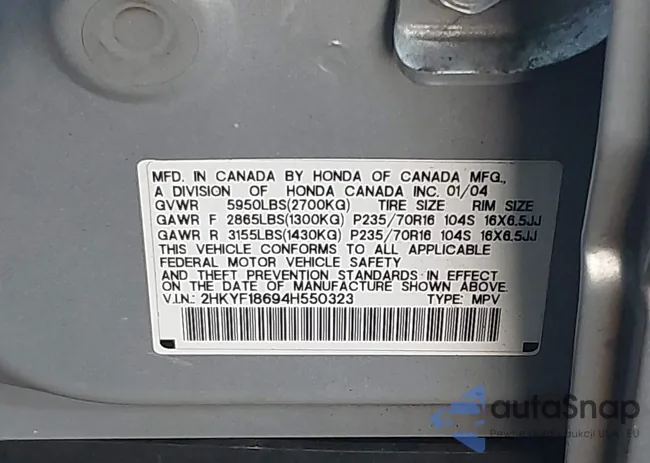 MFD. IN CANADA BY HONDA OF CANADA MFG.,
A DIVISION OF HONDA CANADA INC. 01/04
GVWR 5950LBS(2700KG) TIRE SIZE RIM SIZE
GAWR F 2865LBS(1300KG) P235/70R16 104S 16X6.5JJ
GAWR R 3155LBS(1430KG) P235/70R16 104S 16X6.5JJ
THIS VEHICLE CONFORMS TO ALL APPLICABLE
FEDERAL MOTOR VEHICLE SAFETY
AND THEFT PREVENTION STANDARDS IN EFFECT
ON THE DATE OF MANUFACTURE SHOWN ABOVE.
V.I.N.: 2HKYF18694H550323 TYPE: MPV
autoSnap